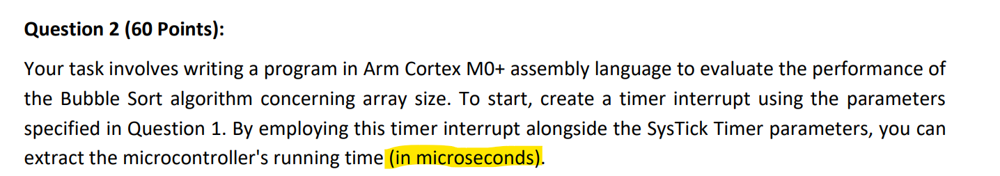 Question 2 (60 Points):
Your task involves writing a program in Arm Cortex M0+ assembly language to evaluate the performance of
the Bubble Sort algorithm concerning array size. To start, create a timer interrupt using the parameters
specified in Question 1. By employing this timer interrupt alongside the SysTick Timer parameters, you can
extract the microcontroller's running time (in microseconds).